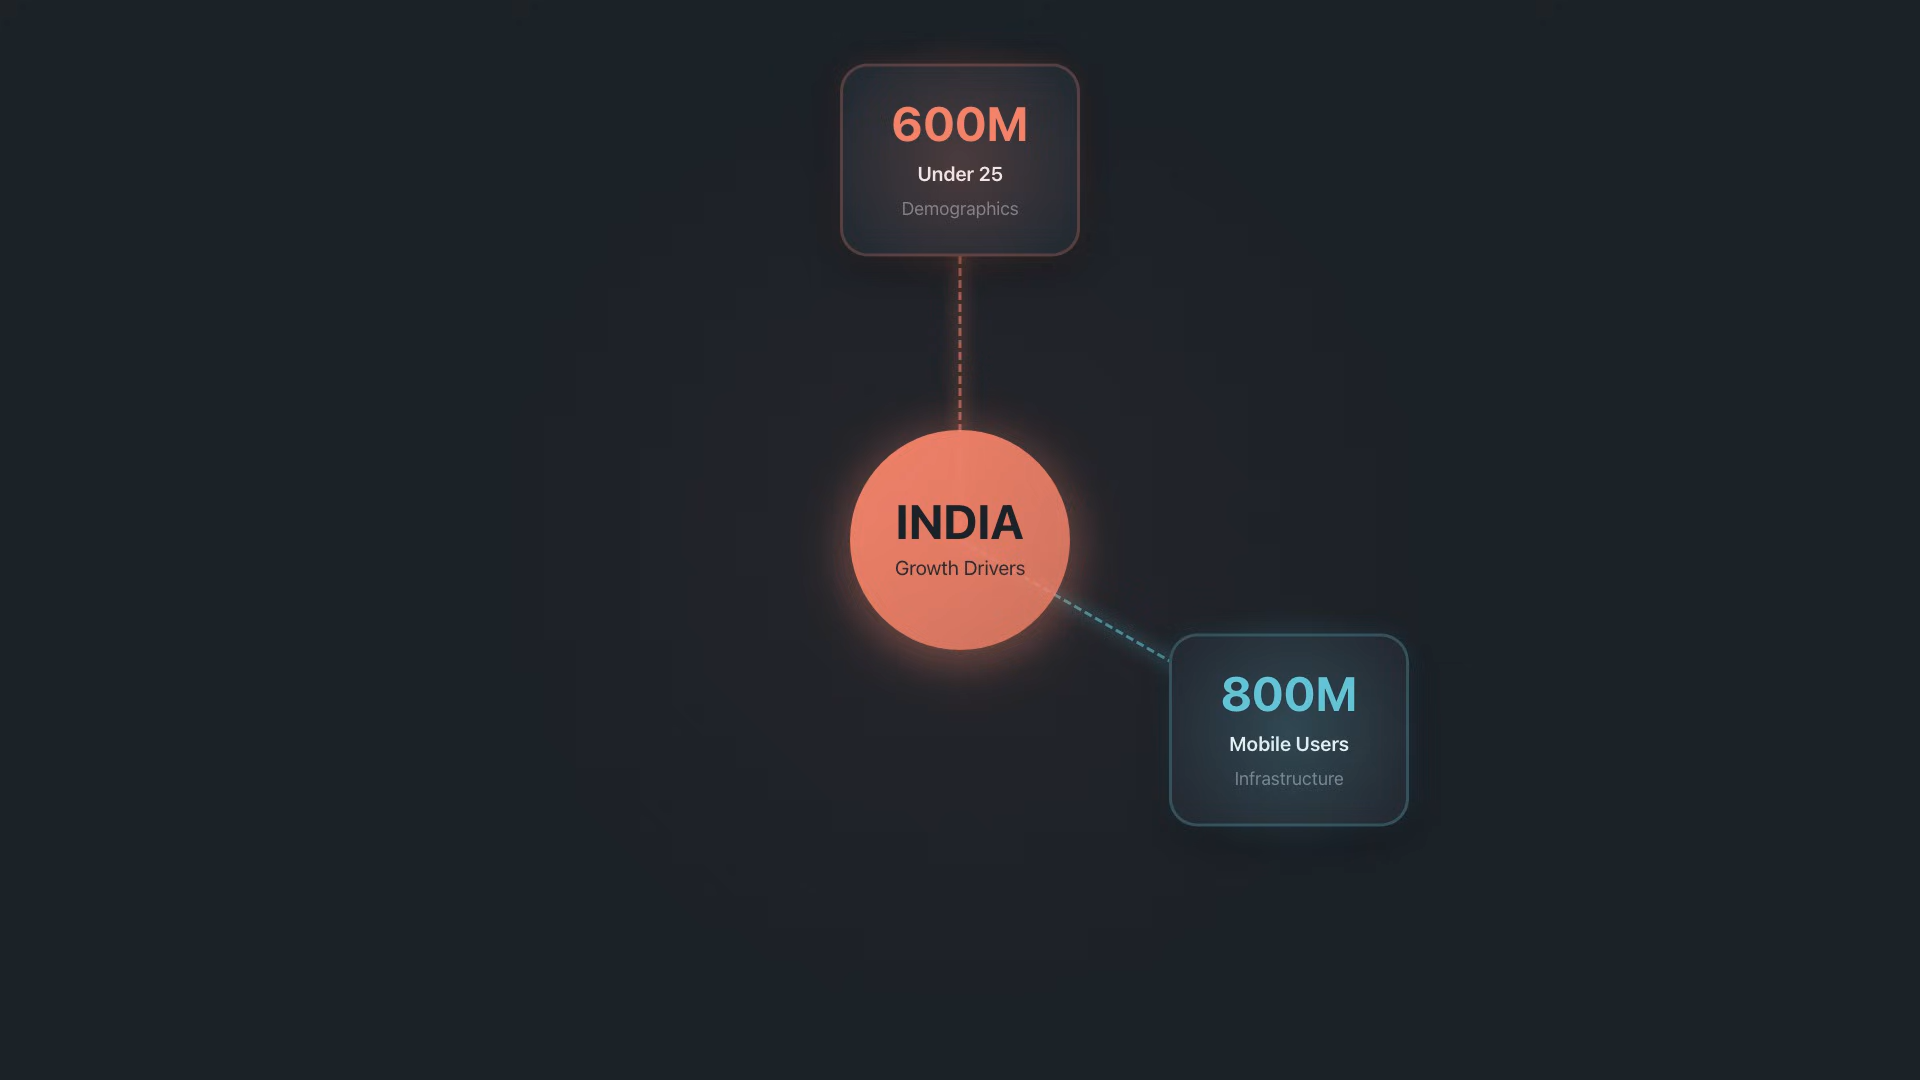 600M
Under 25
Demographics
INDIA
Growth Drivers
800M
Mobile Users
Infrastructure